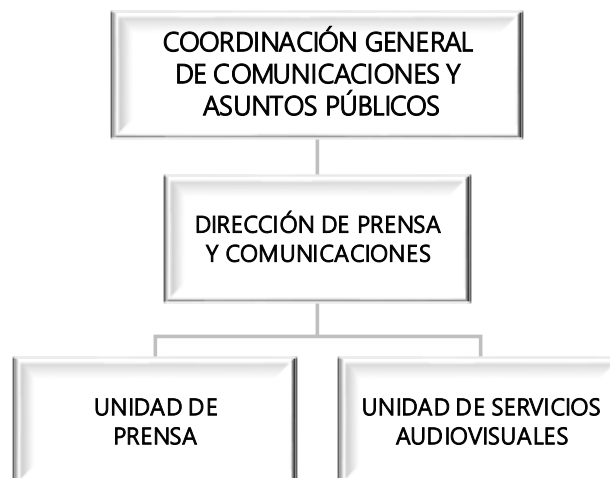 COORDINACIÓN GENERAL
DE COMUNICACIONES Y
ASUNTOS PÚBLICOS
DIRECCIÓN DE PRENSA
Y COMUNICACIONES
UNIDAD DE
PRENSA
UNIDAD DE SERVICIOS
AUDIOVISUALES